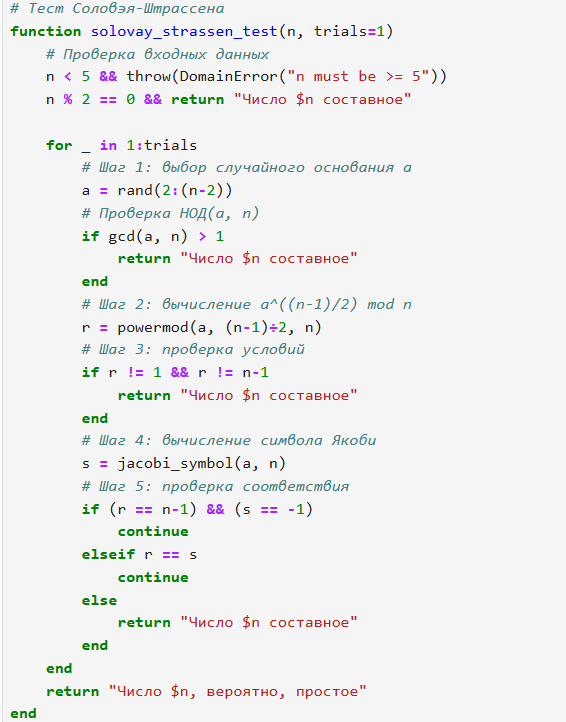 # Тест Соловэя-Штрассена
function solovay_strassen_test(n, trials=1)
    # Проверка входных данных
    n < 5 && throw(DomainError("n must be >= 5"))
    n % 2 == 0 && return "Число $n составное"

    for _ in 1:trials
        # Шаг 1: выбор случайного основания a
        a = rand(2:(n-2))
        # Проверка НОД(a, n)
        if gcd(a, n) > 1
            return "Число $n составное"
        end
        # Шаг 2: вычисление a^((n-1)/2) mod n
        r = powermod(a, (n-1)÷2, n)
        # Шаг 3: проверка условий
        if r != 1 && r != n-1
            return "Число $n составное"
        end
        # Шаг 4: вычисление символа Якоби
        s = jacobi_symbol(a, n)
        # Шаг 5: проверка соответствия
        if (r == n-1) && (s == -1)
            continue
        elseif r == s
            continue
        else
            return "Число $n составное"
        end
    end
    return "Число $n, вероятно, простое"
end